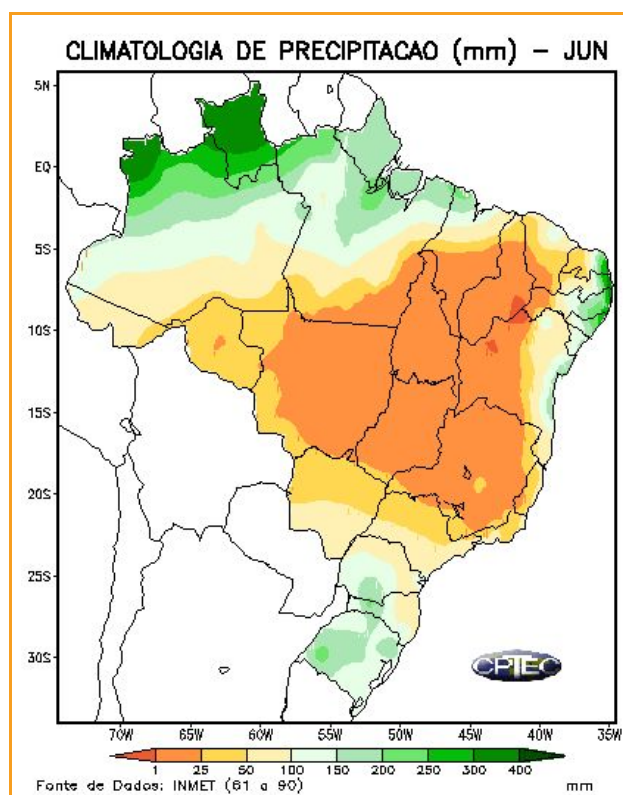 CLIMATOLOGIA DE PRECIPITACAO (mm) – JUN
5N
EQ
5S
10S
15S
20S
25S
30S
CPTEC
70W 65W 60W 55W 50W 45W 40W 35W
1 25 50 100 150 200 250 300 400
Fonte de Dados: INMET (61 a 90) mm